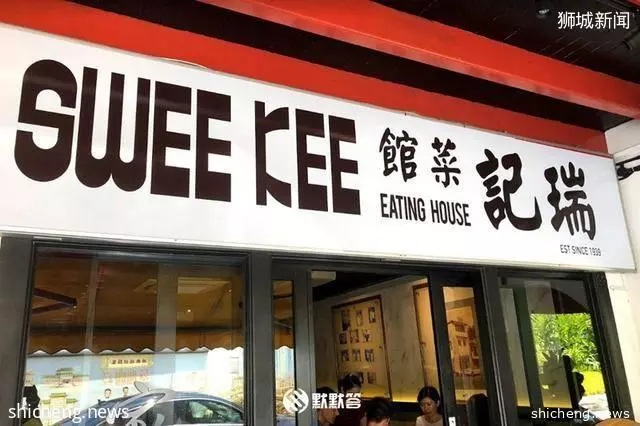 狮城新闻
SWEE KEE
館菜
記瑞
EATING HOUSE
EST SINCE 1939
默默答
shicheng.news
shicheng.news